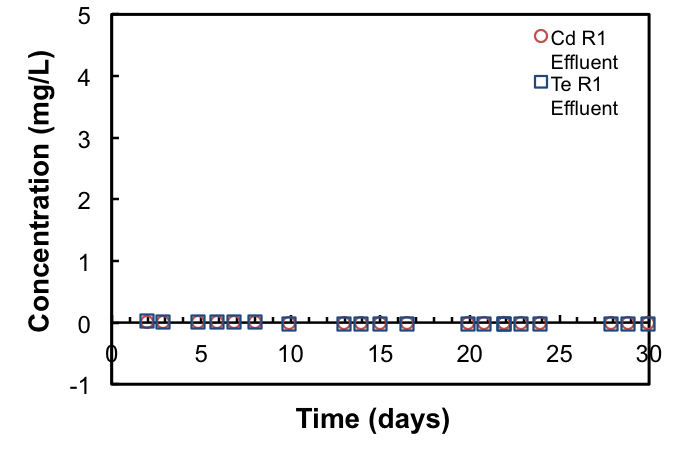 5
4
3
2
1
0
-1
Concentration (mg/L)
Cd R1
Effluent
Te R1
Effluent
0 5 10 15 20 25 30
Time (days)